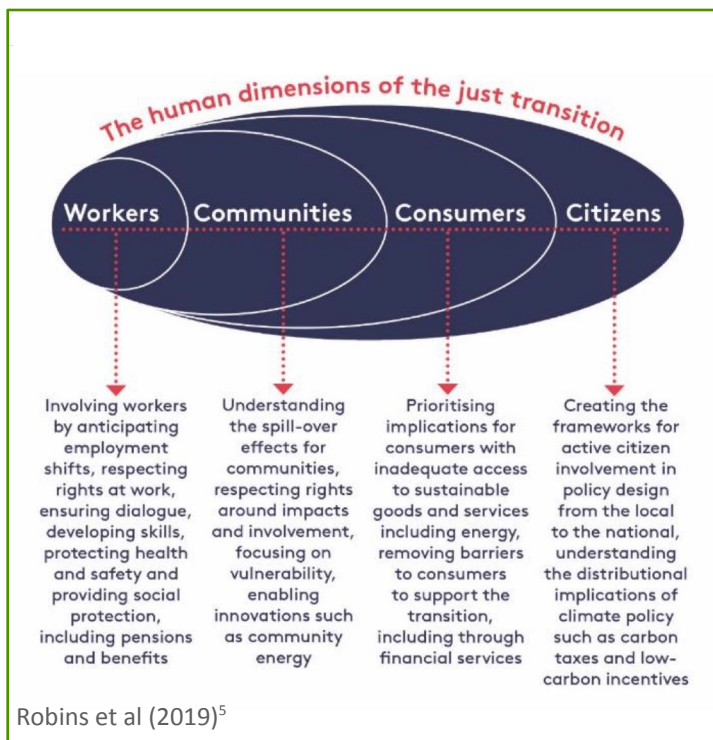 The human dimensions of the just transition
Workers
Communities
Consumers
Citizens
Involving workers
by anticipating
employment
shifts, respecting
rights at work,
ensuring dialogue,
developing skills,
protecting health
and safety and
providing social
protection,
including pensions
and benefits
Understanding
the spill-over
effects for
communities,
respecting rights
around impacts
and involvement,
focusing on
vulnerability,
enabling
innovations such
as community
energy
Prioritising
implications for
consumers with
inadequate access
to sustainable
goods and services
including energy,
removing barriers
to consumers
to support the
transition,
including through
financial services
Creating the
frameworks for
active citizen
involvement in
policy design
from the local
to the national,
understanding
the distributional
implications of
climate policy
such as carbon
taxes and low-
carbon incentives
Robins et al (2019)⁵